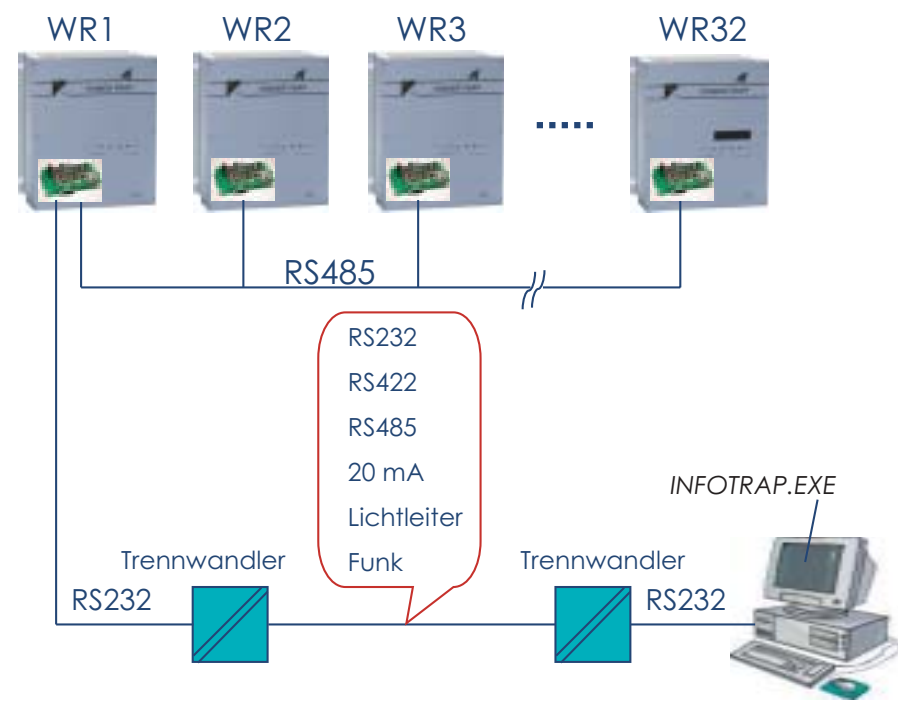 WR1 WR2 WR3 WR32
RS485
RS232
RS422
RS485
20 mA
Lichtleiter
Funk
INFOTRAP.EXE
Trennwandler Trennwandler
RS232 RS232